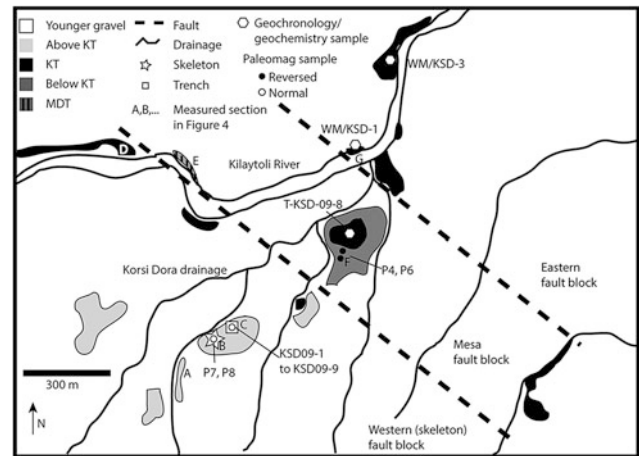 Younger gravel
Above KT
KT
Below KT
MDT
Fault
Drainage
Skeleton
Trench
A,B,... Measured section
in Figure 4
Geochronology/
geochemistry sample
Paleomag sample
Reversed
Normal
WM/KSD-3
WM/KSD-1
D
E
G
Kilaytoli River
T-KSD-09-8
F
P4, P6
Korsi Dora drainage
Eastern
fault block
C
B
A
KSD09-1
to KSD09-9
P7, P8
Mesa
fault block
300 m
N
Western (skeleton)
fault block